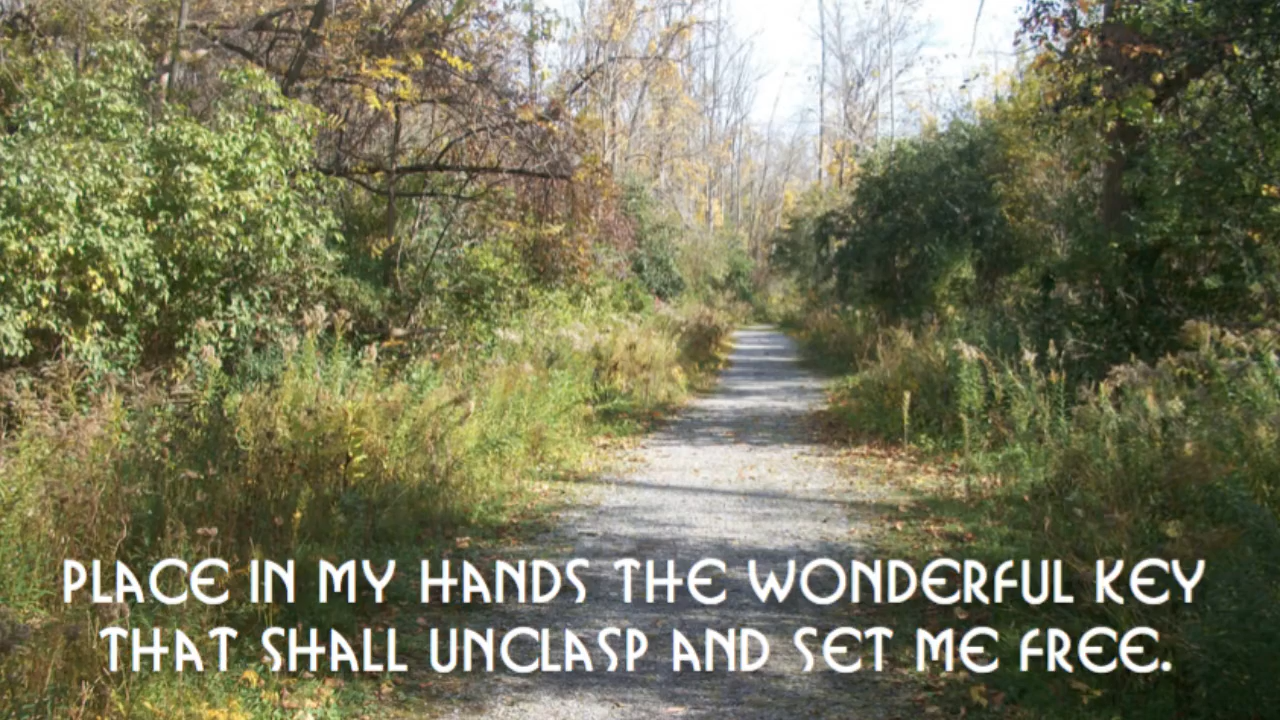 PLACE IN MY HANDS THE WONDERFUL KEY
THAT SHALL UNCLASP AND SET ME FREE.